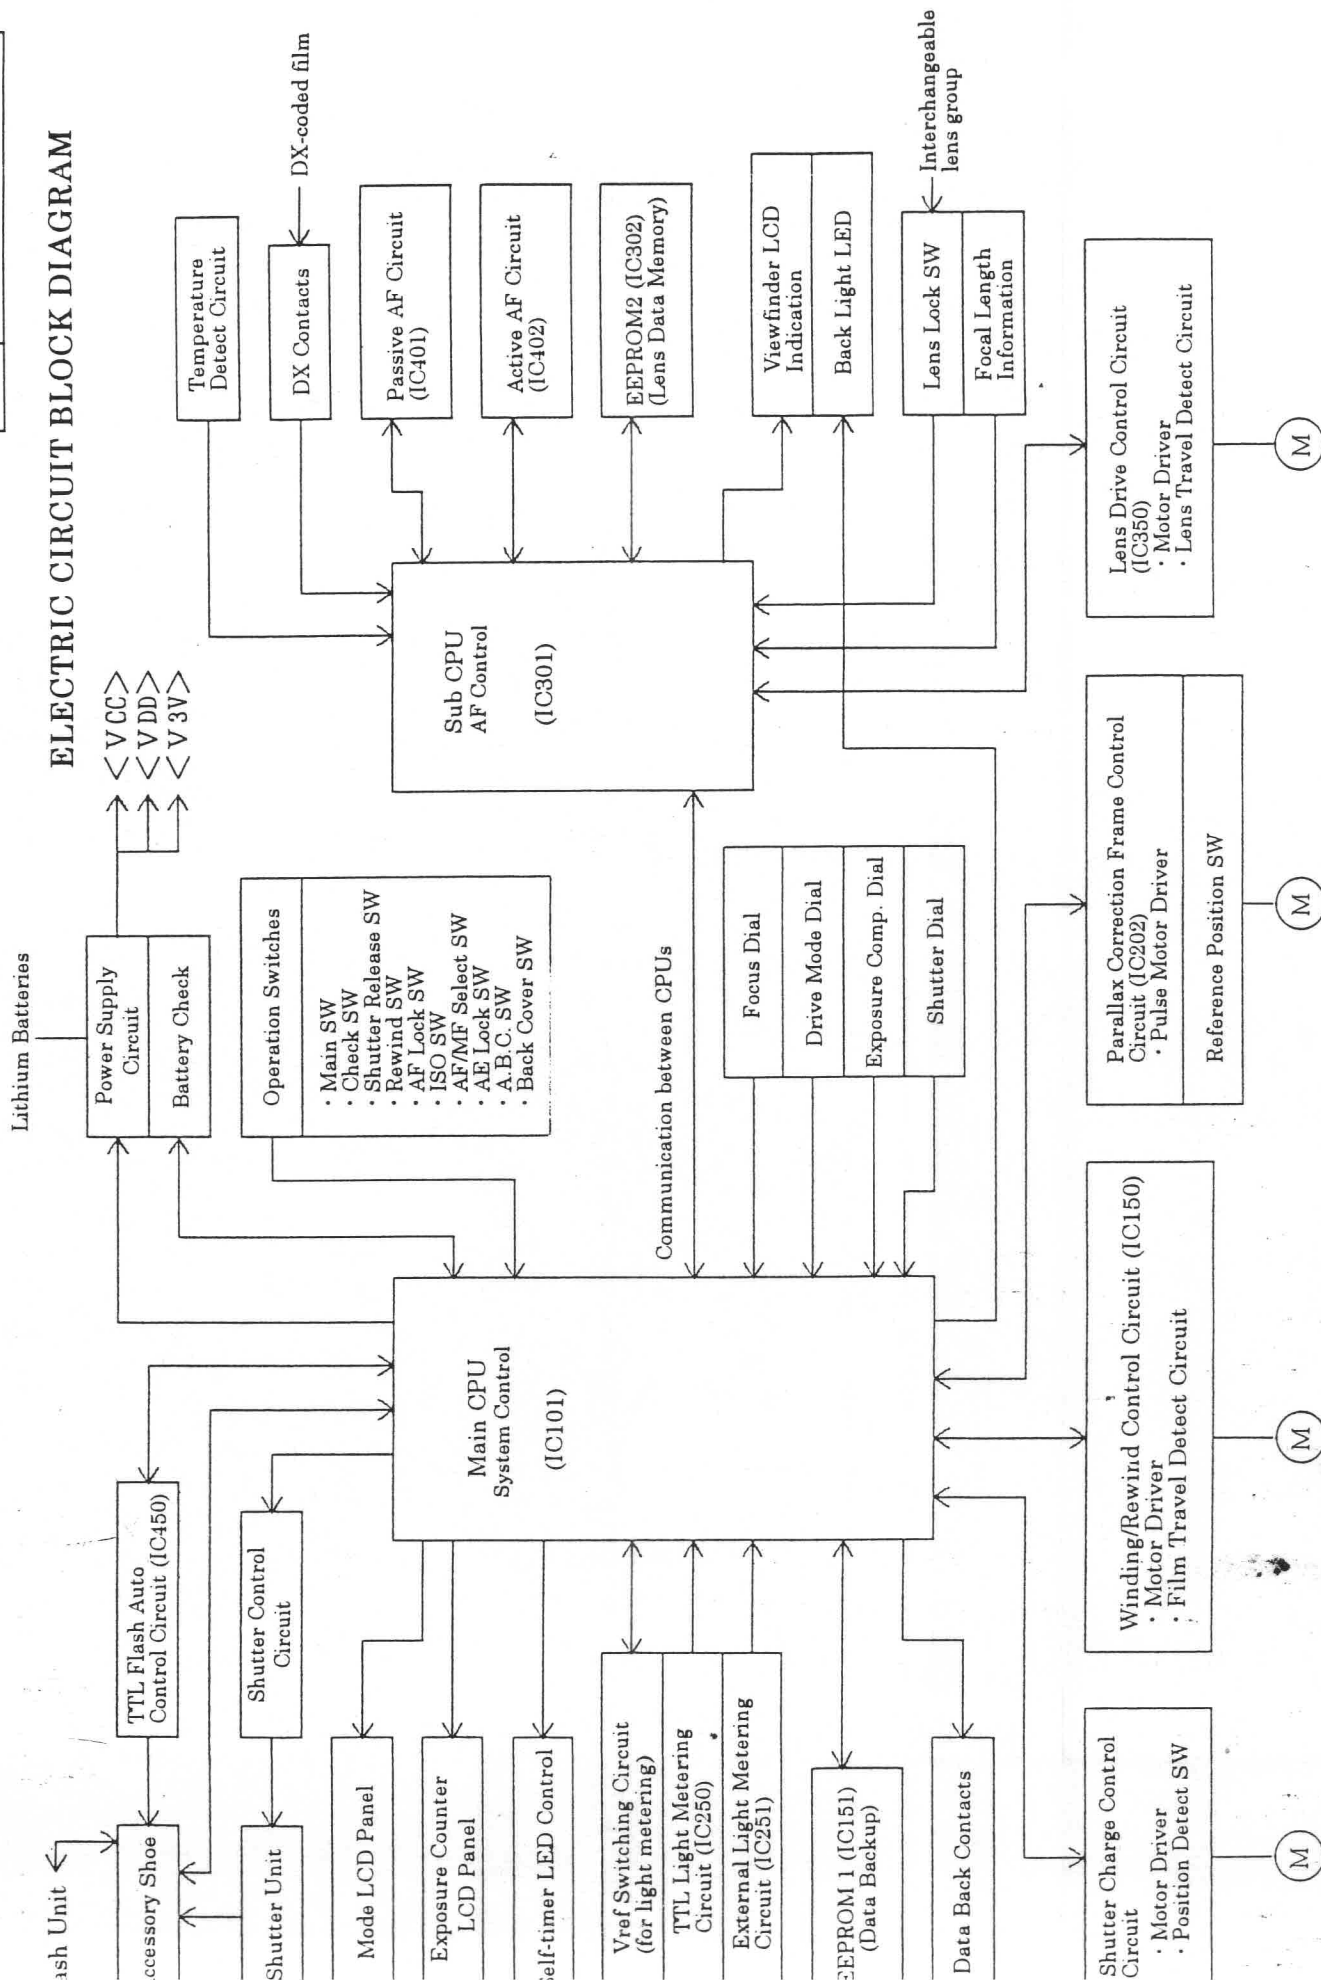 ELECTRIC CIRCUIT BLOCK DIAGRAM
Lithium Batteries
Power Supply
Circuit
Battery Check
<VCC>
<VDD>
<V3V>
Operation Switches
· Main SW
· Check SW
· Shutter Release SW
· Rewind SW
· AF Lock SW
· ISO SW
· AF/MF Select SW
· AE Lock SW
· A.B.C. SW
· Back Cover SW
Temperature
Detect Circuit
DX Contacts
DX-coded film
Passive AF Circuit
(IC401)
Active AF Circuit
(IC402)
EEPROM2 (IC302)
(Lens Data Memory)
Viewfinder LCD
Indication
Back Light LED
Lens Lock SW
Focal Length
Information
Interchangeable
lens group
Sub CPU
AF Control
(IC301)
Communication between CPUs
Focus Dial
Drive Mode Dial
Exposure Comp. Dial
Shutter Dial
Main CPU
System Control
(IC101)
TTL Flash Auto
Control Circuit (IC450)
Shutter Control
Circuit
ash Unit
ccessory Shoe
Shutter Unit
Mode LCD Panel
Exposure Counter
LCD Panel
Self-timer LED Control
Vref Switching Circuit
(for light metering)
TTL Light Metering
Circuit (IC250)
External Light Metering
Circuit (IC251)
EEPROM 1 (IC151)
(Data Backup)
Data Back Contacts
Shutter Charge Control
Circuit
· Motor Driver
· Position Detect SW
M
Winding/Rewind Control Circuit (IC150)
· Motor Driver
· Film Travel Detect Circuit
M
Parallax Correction Frame Control
Circuit (IC202)
· Pulse Motor Driver
Reference Position SW
M
Lens Drive Control Circuit
(IC350)
· Motor Driver
· Lens Travel Detect Circuit
M